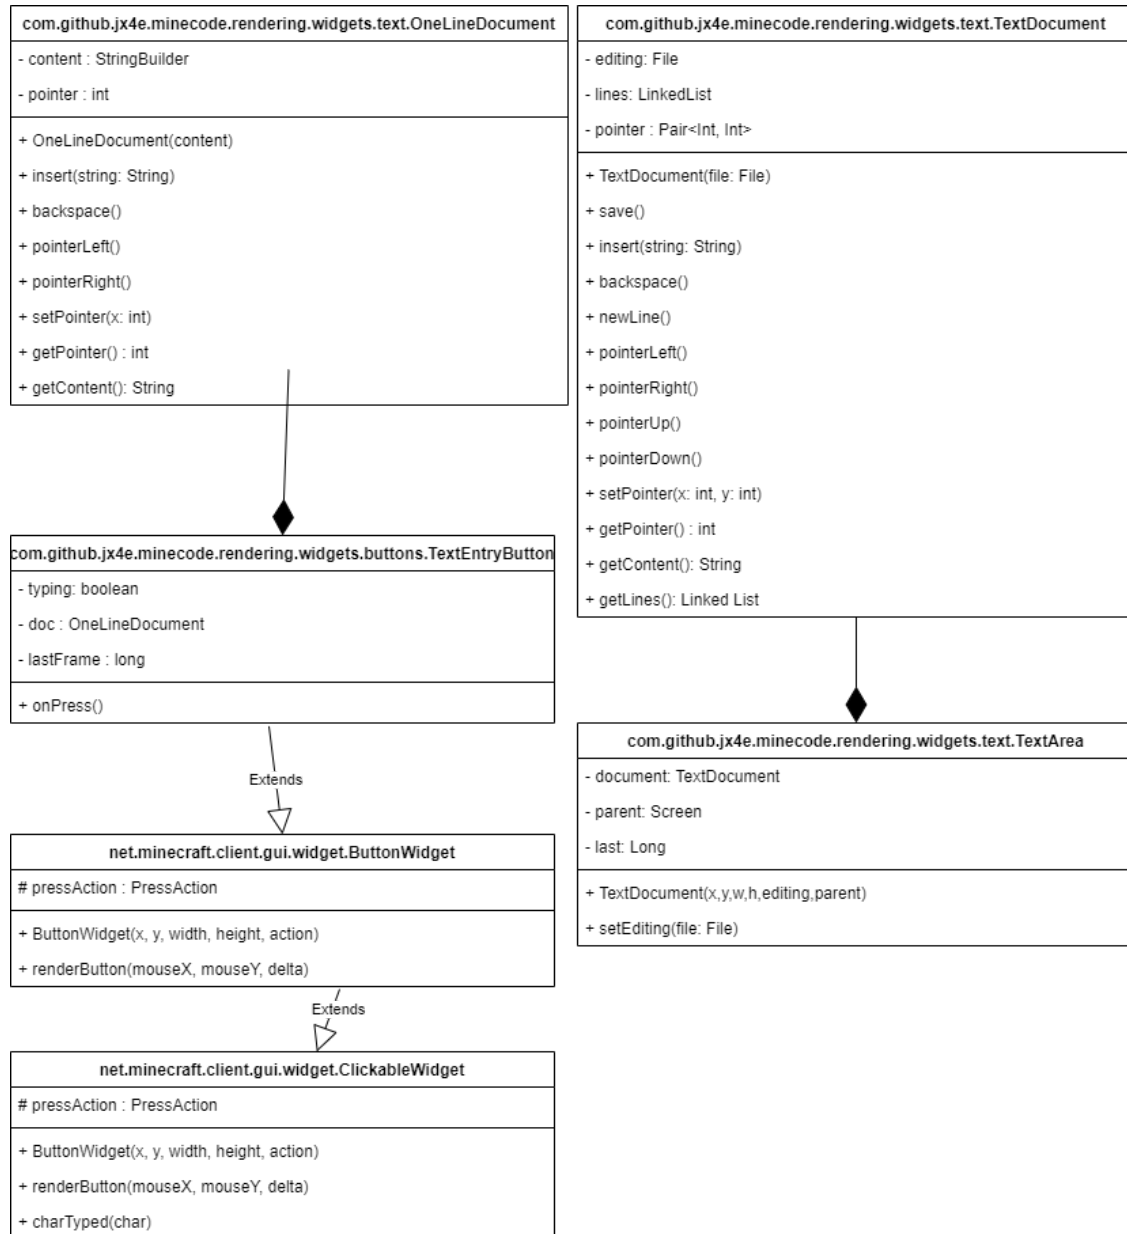 com.github.jx4e.minecode.rendering.widgets.text.OneLineDocument
- content : StringBuilder
- pointer : int
+ OneLineDocument(content)
+ insert(string: String)
+ backspace()
+ pointerLeft()
+ pointerRight()
+ setPointer(x: int)
+ getPointer() : int
+ getContent(): String
com.github.jx4e.minecode.rendering.widgets.text.TextDocument
- editing: File
- lines: LinkedList
- pointer : Pair<Int, Int>
+ TextDocument(file: File)
+ save()
+ insert(string: String)
+ backspace()
+ newLine()
+ pointerLeft()
+ pointerRight()
+ pointerUp()
+ pointerDown()
+ setPointer(x: int, y: int)
+ getPointer() : int
+ getContent(): String
+ getLines(): Linked List
com.github.jx4e.minecode.rendering.widgets.buttons.TextEntryButton
- typing: boolean
- doc : OneLineDocument
- lastFrame : long
+ onPress()
Extends
net.minecraft.client.gui.widget.ButtonWidget
# pressAction : PressAction
+ ButtonWidget(x, y, width, height, action)
+ renderButton(mouseX, mouseY, delta)
Extends
net.minecraft.client.gui.widget.ClickableWidget
# pressAction : PressAction
+ ButtonWidget(x, y, width, height, action)
+ renderButton(mouseX, mouseY, delta)
+ charTyped(char)
com.github.jx4e.minecode.rendering.widgets.text.TextArea
- document: TextDocument
- parent: Screen
- last: Long
+ TextDocument(x,y,w,h,editing,parent)
+ setEditing(file: File)